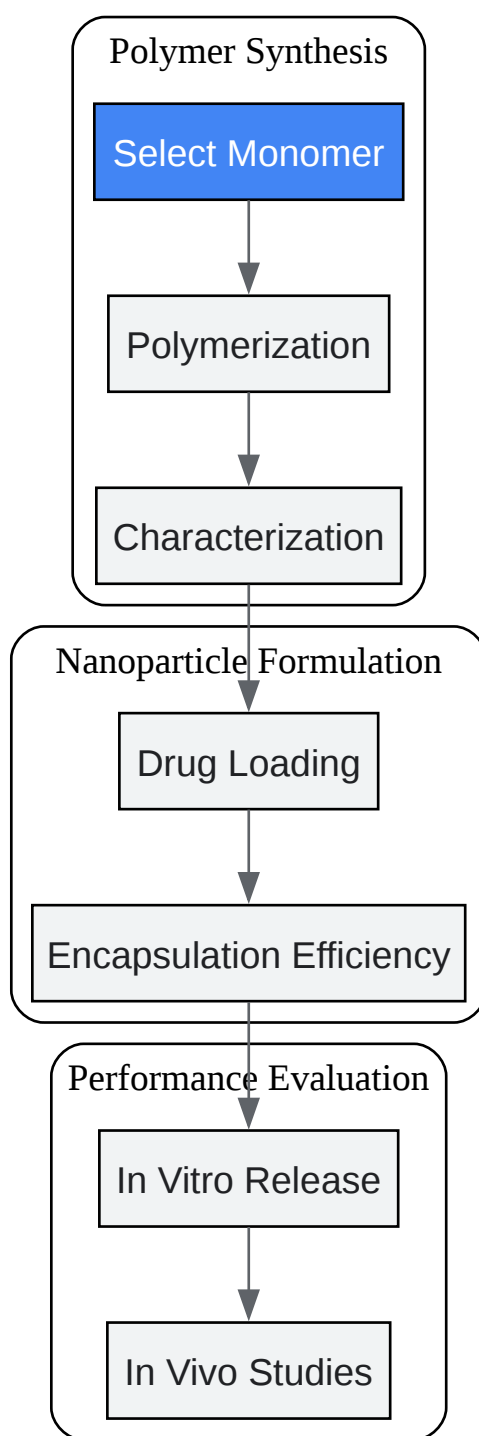 Polymer Synthesis
Select Monomer
Polymerization
Characterization
Nanoparticle Formulation
Drug Loading
Encapsulation Efficiency
Performance Evaluation
In Vitro Release
In Vivo Studies